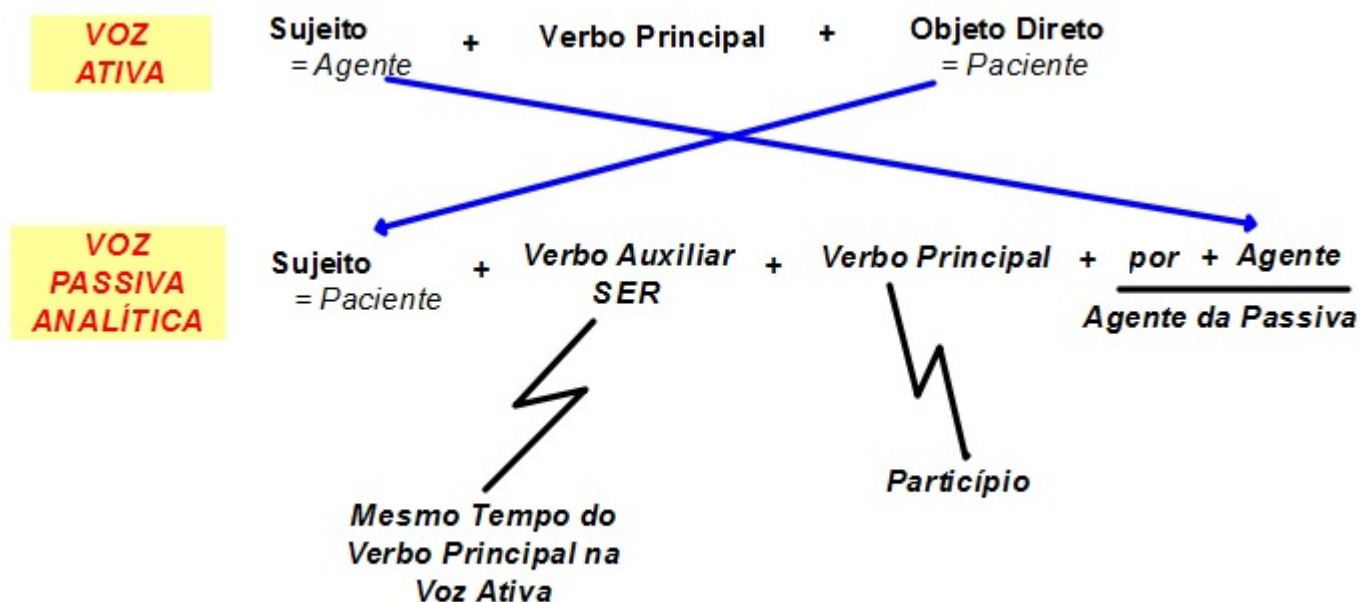 VOZ
ATIVA
Sujeito + Verbo Principal + Objeto Direto
= Agente = Paciente
VOZ
PASSIVA
ANALÍTICA
Sujeito + Verbo Auxiliar + Verbo Principal + por + Agente
= Paciente SER Agente da Passiva
Particípio
Mesmo Tempo do
Verbo Principal na
Voz Ativa